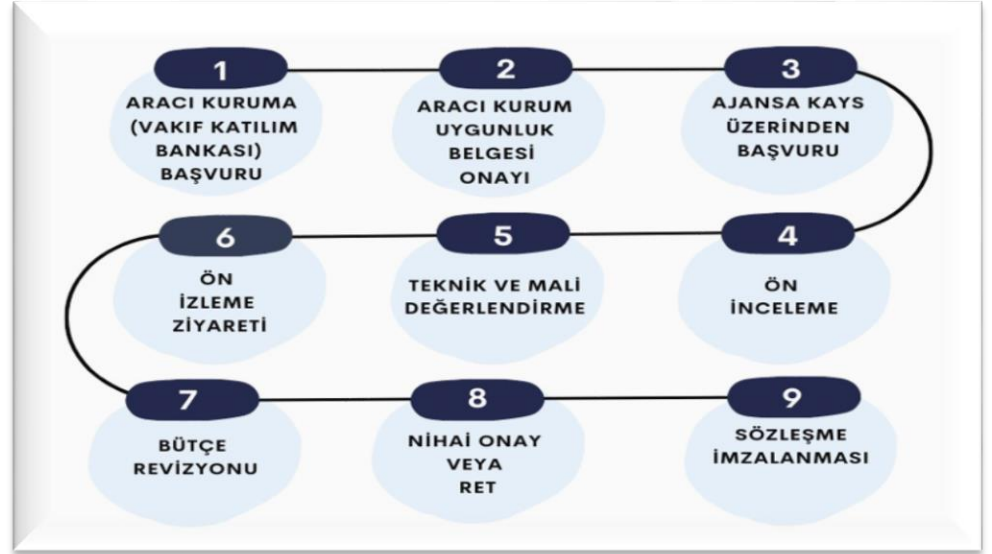 1
ARACI KURUMA
(VAKIF KATILIM
BANKASI)
BAŞVURU
2
ARACI KURUM
UYGUNLUK
BELGESİ
ONAYI
3
AJANSA KAYS
ÜZERİNDEN
BAŞVURU
4
ÖN
İNCELEME
5
TEKNİK VE MALİ
DEĞERLENDİRME
6
ÖN
İZLEME
ZİYARETİ
7
BÜTÇE
REVİZYONU
8
NİHAİ ONAY
VEYA
RET
9
SÖZLEŞME
İMZALANMASI